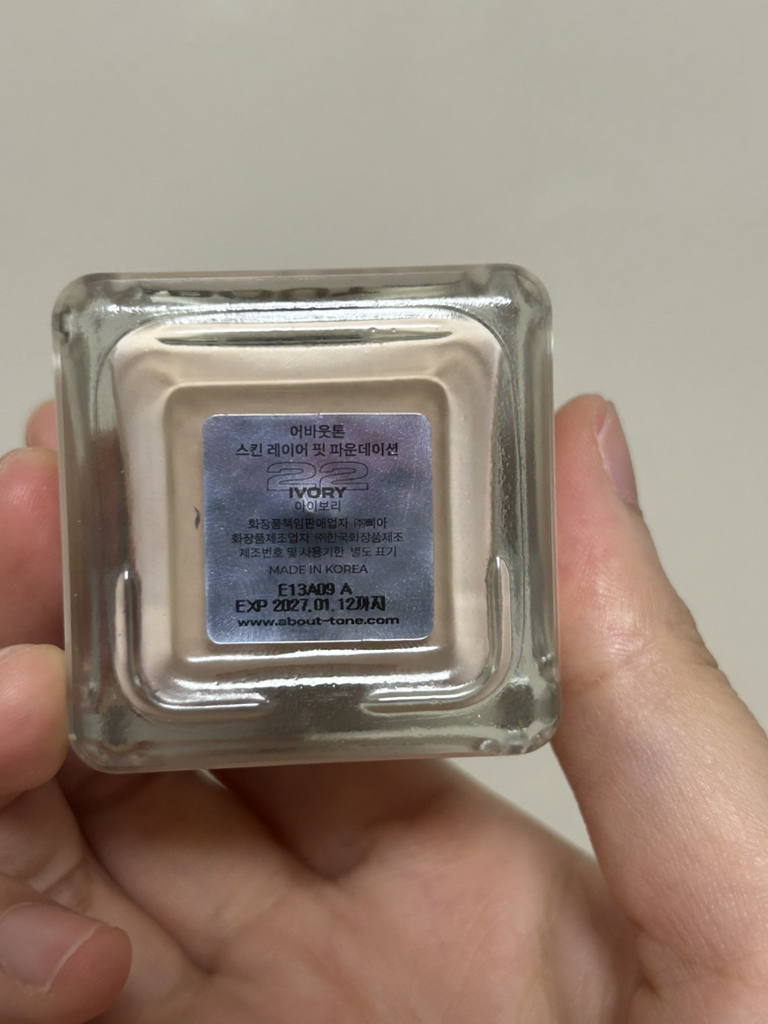 어바웃톤
스킨 레이어 핏 파운데이션
22
IVORY
아이보리
화장품책임판매업자 ㈜삐아
화장품제조업자 ㈜한국화장품제조
제조번호 및 사용기한 별도 표기
MADE IN KOREA
E13A09 A
EXP 2027.01.12까지
www.about-tone.com